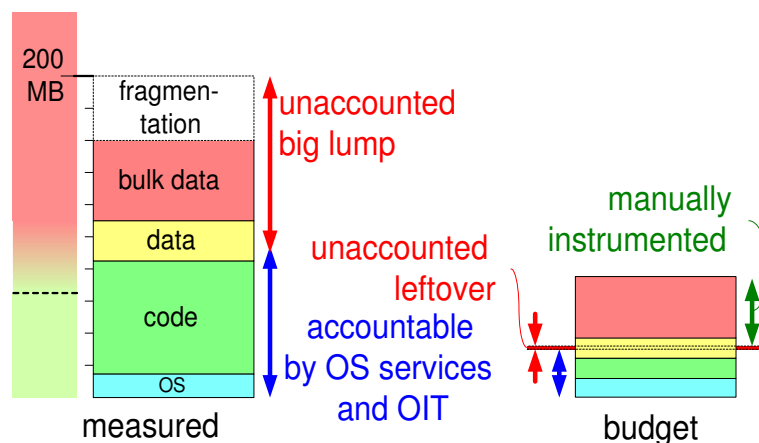 200
MB
fragmen-
tation
bulk data
data
code
OS
measured
unaccounted
big lump
accountable
by OS services
and OIT
unaccounted
leftover
manually
instrumented
budget